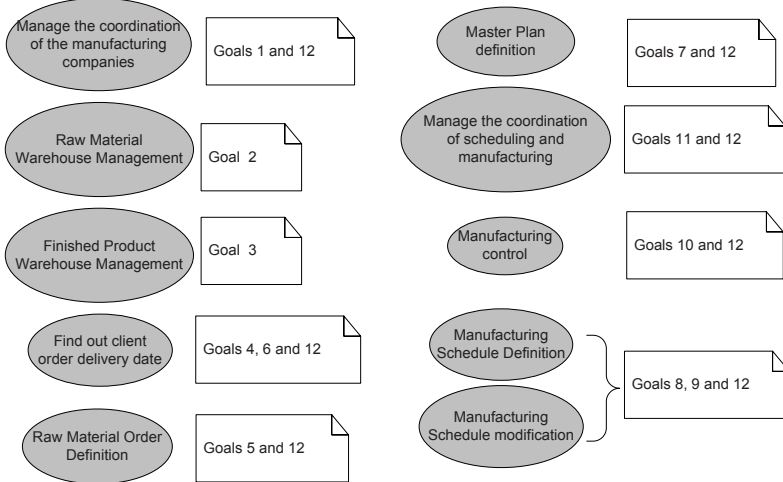 Manage the coordination
of the manufacturing
companies
Goals 1 and 12
Raw Material
Warehouse Management
Goal 2
Finished Product
Warehouse Management
Goal 3
Find out client
order delivery date
Goals 4, 6 and 12
Raw Material Order
Definition
Goals 5 and 12
Master Plan
definition
Goals 7 and 12
Manage the coordination
of scheduling and
manufacturing
Goals 11 and 12
Manufacturing
control
Goals 10 and 12
Manufacturing
Schedule Definition
Manufacturing
Schedule modification
Goals 8, 9 and 12